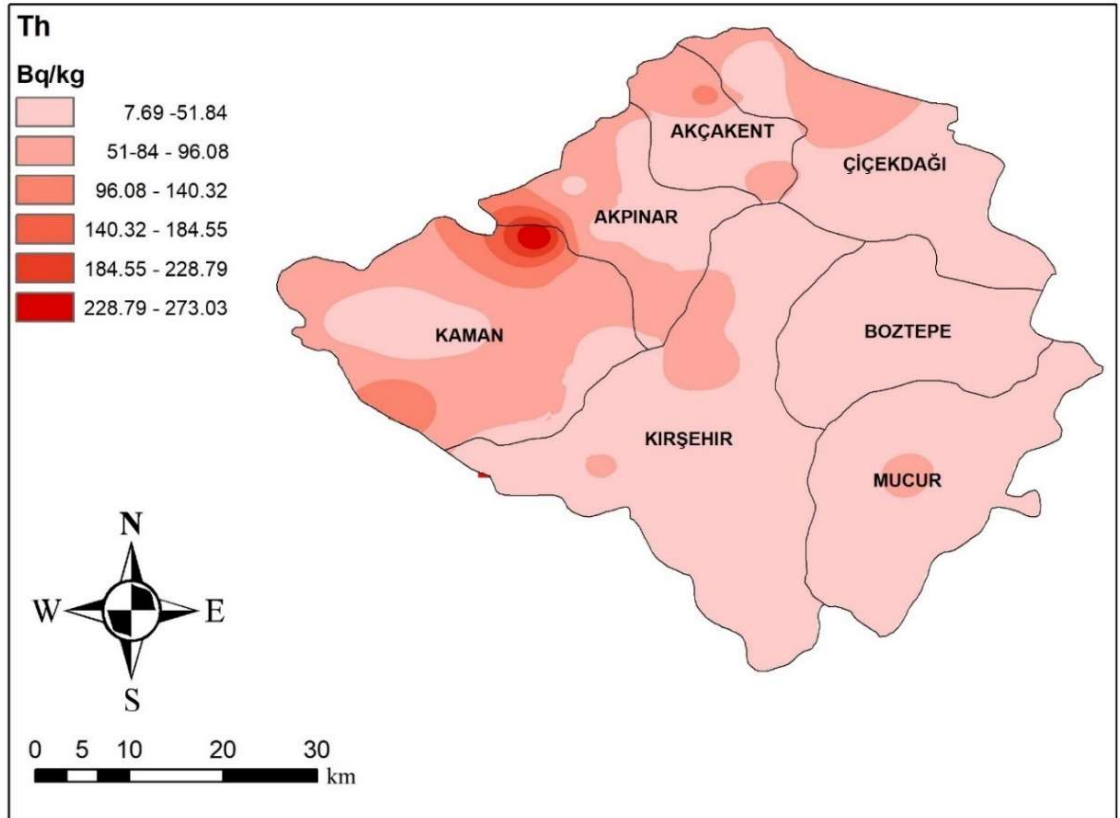 Th
Bq/kg
7.69 -51.84
51-84 - 96.08
96.08 - 140.32
140.32 - 184.55
184.55 - 228.79
228.79 - 273.03
AKÇAKENT
ÇİÇEKDAĞI
AKPINAR
KAMAN
BOZTEPE
KIRŞEHIR
MUCUR
N
W E
S
0 5 10 20 30
km